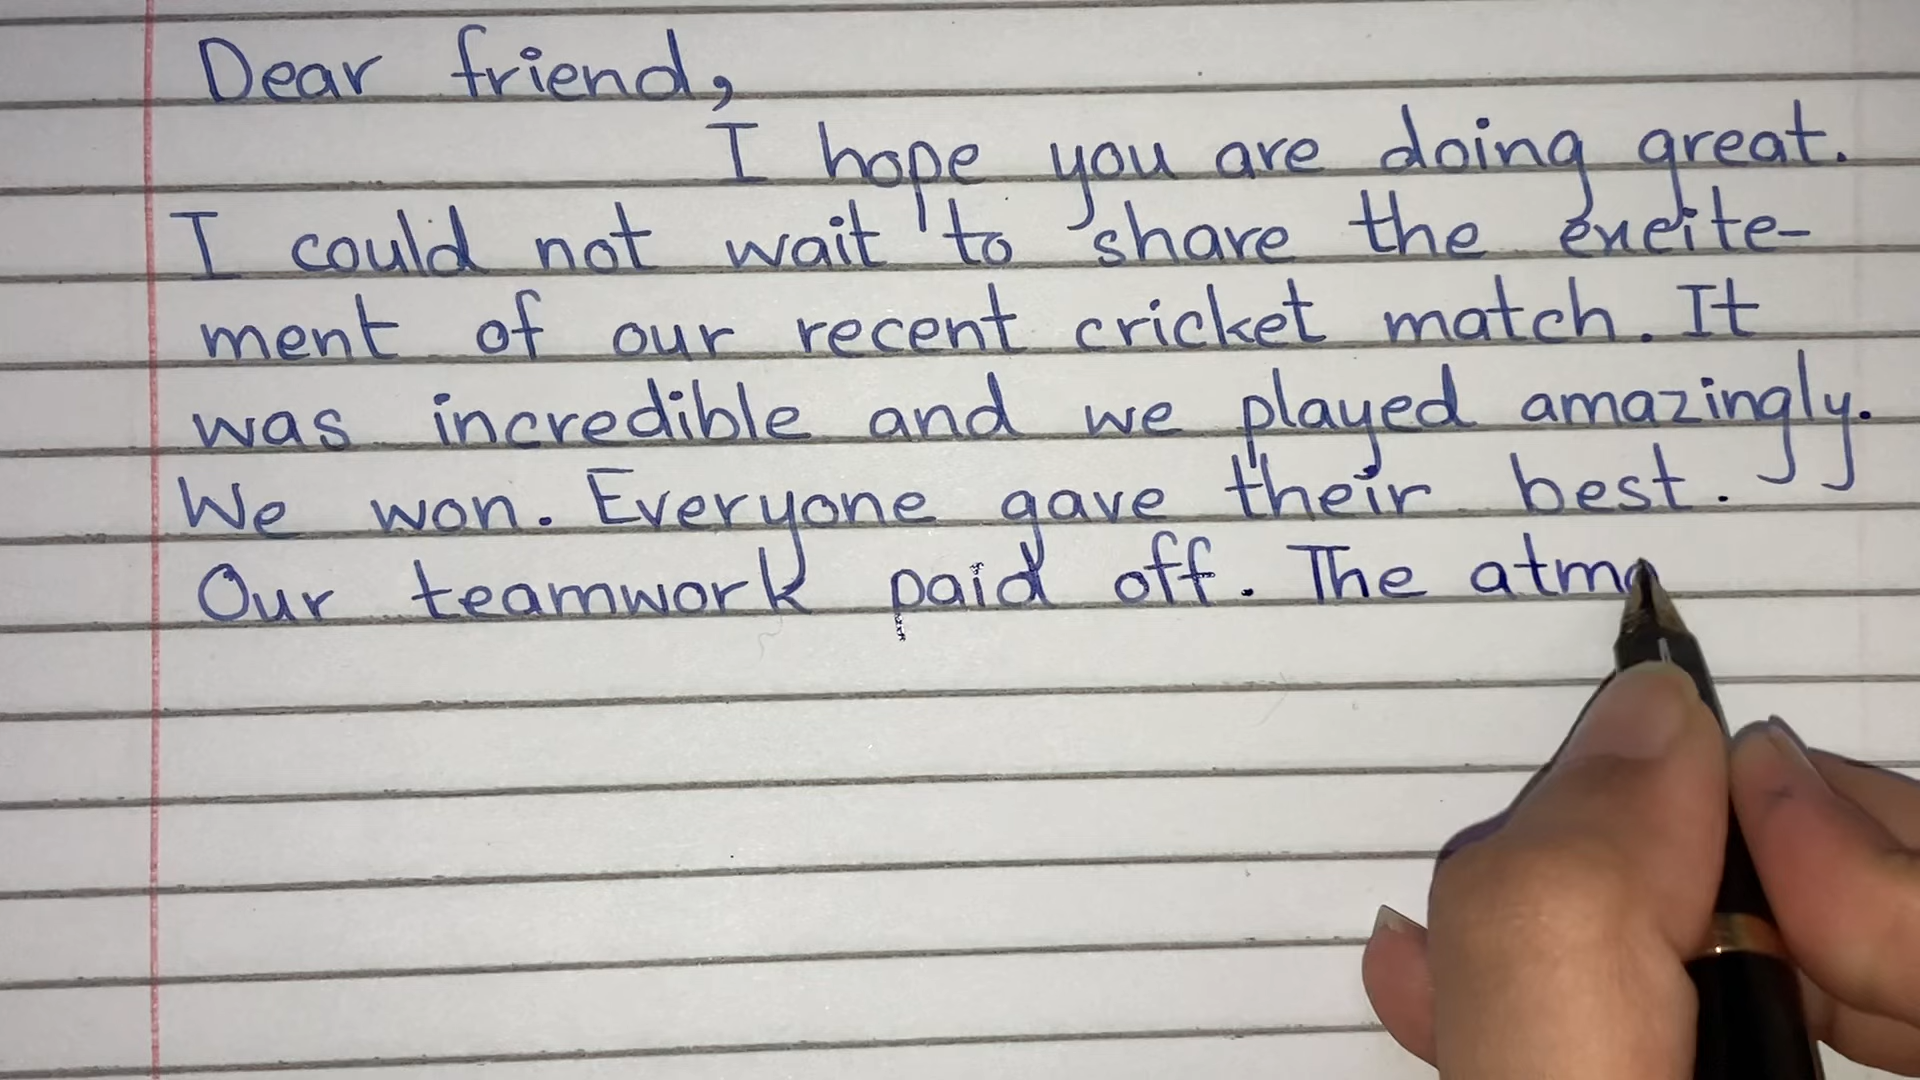 Dear friend,
I hope you are doing great.
I could not wait to share the excite-
ment of our recent cricket match. It
was incredible and we played amazingly.
We won. Everyone gave their best.
Our teamwork paid off. The atmo